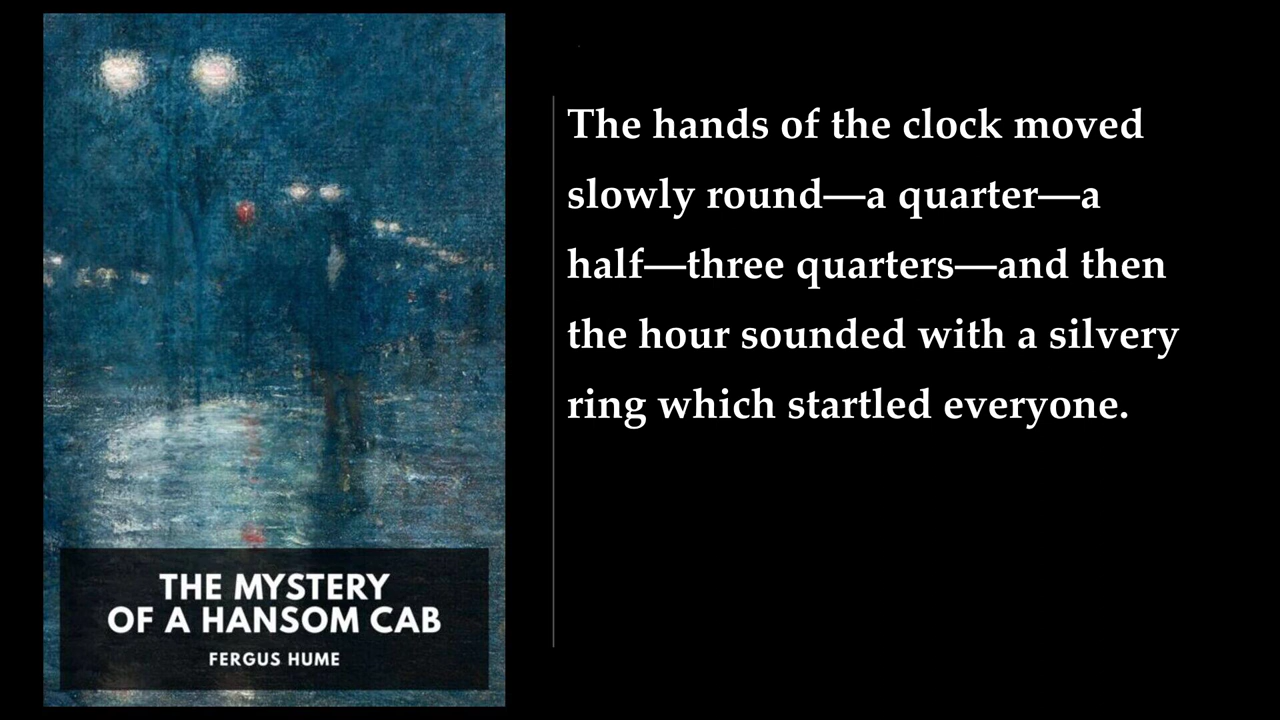 The hands of the clock moved
slowly round—a quarter—a
half—three quarters—and then
the hour sounded with a silvery
ring which startled everyone.
THE MYSTERY
OF A HANSOM CAB
FERGUS HUME